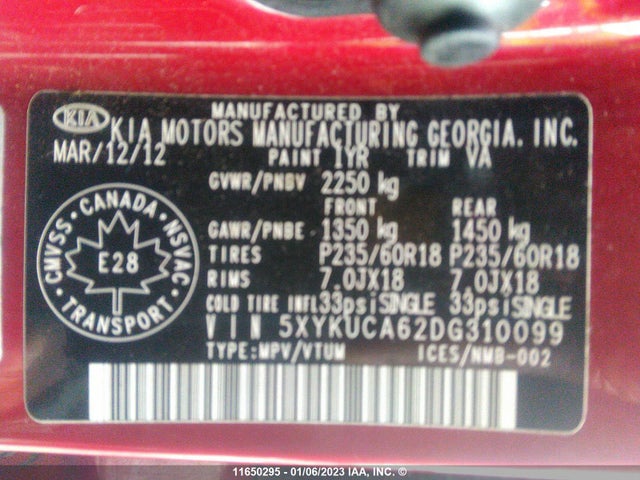 MANUFACTURED BY
KIA KIA MOTORS MANUFACTURING GEORGIA. INC.
MAR/12/12 PAINT 1YR TRIM VA
GVWR/PNBV 2250 kg
FRONT REAR
GAWR/PNBE 1350 kg 1450 kg
TIRES P235/60R18 P235/60R18
RIMS 7.0JX18 7.0JX18
COLD TIRE INFL 33psi SINGLE 33psi SINGLE
VIN 5XYKUCA62DG310099
TYPE:MPV/VTUM ICES/NMB-002
CMVSS · CANADA · NSVAC · TRANSPORT ·
E28
11650295 - 01/06/2023 IAA, INC. ©